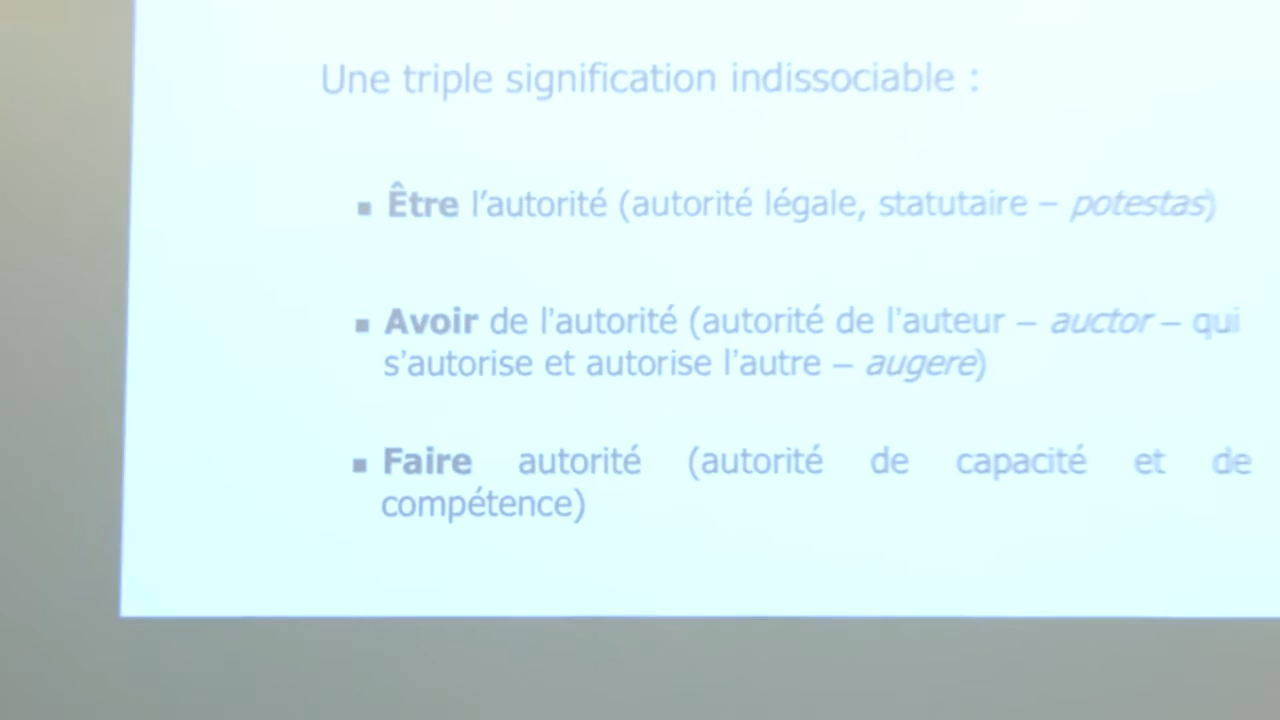 Une triple signification indissociable :
▪ Être l’autorité (autorité légale, statutaire – potestas)
▪ Avoir de l’autorité (autorité de l’auteur – auctor – qui
s’autorise et autorise l’autre – augere)
▪ Faire autorité (autorité de capacité et de
compétence)